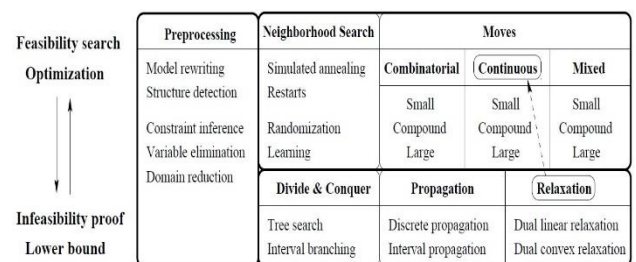 Feasibility search
Optimization
Infeasibility proof
Lower bound
Preprocessing
Model rewriting
Structure detection
Constraint inference
Variable elimination
Domain reduction
Neighborhood Search
Simulated annealing
Restarts
Randomization
Learning
Moves
Combinatorial Continuous Mixed
Small Small Small
Compound Compound Compound
Large Large Large
Divide & Conquer
Tree search
Interval branching
Propagation
Discrete propagation
Interval propagation
Relaxation
Dual linear relaxation
Dual convex relaxation